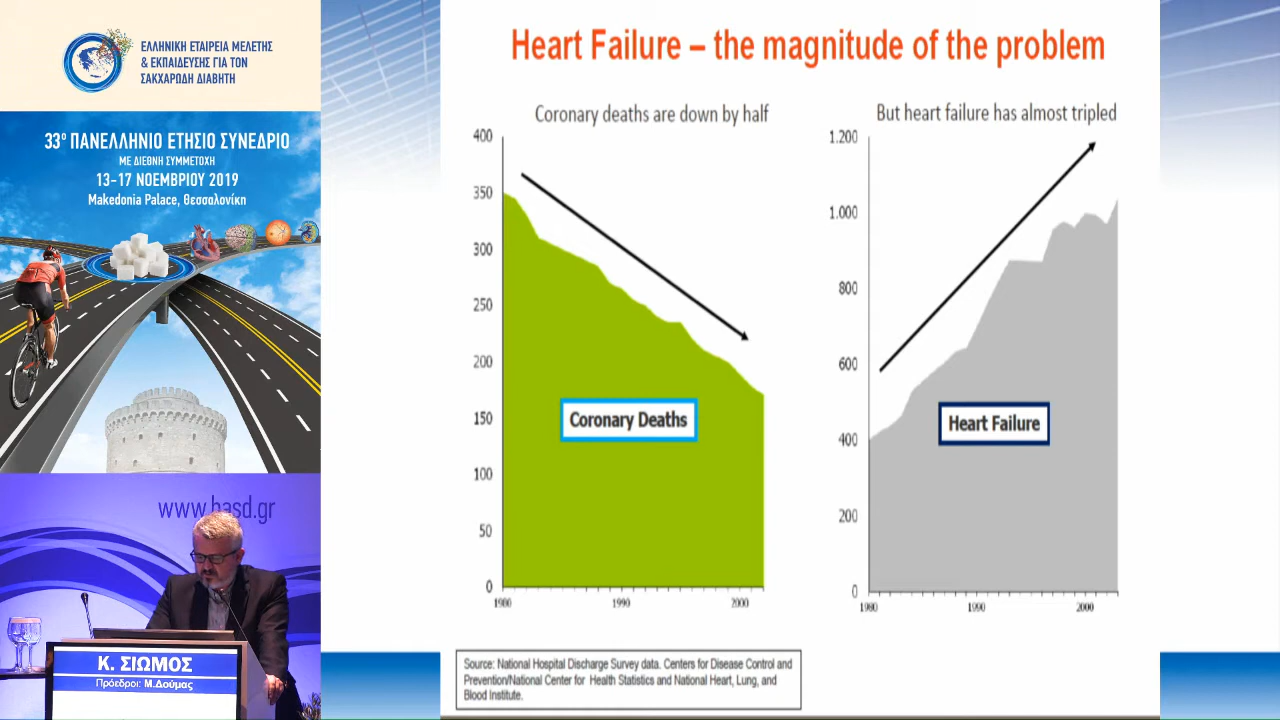 ΕΛΛΗΝΙΚΗ ΕΤΑΙΡΕΙΑ ΜΕΛΕΤΗΣ
& ΕΚΠΑΙΔΕΥΣΗΣ ΓΙΑ ΤΟΝ
ΣΑΚΧΑΡΩΔΗ ΔΙΑΒΗΤΗ
33ο ΠΑΝΕΛΛΗΝΙΟ ΕΤΗΣΙΟ ΣΥΝΕΔΡΙΟ
ΜΕ ΔΙΕΘΝΗ ΣΥΜΜΕΤΟΧΗ
13-17 ΝΟΕΜΒΡΙΟΥ 2019
Makedonia Palace, Θεσσαλονίκη
www.hasd.gr
Κ. ΣΙΩΜΟΣ
Πρόεδροι: Μ.Δούμας
Heart Failure – the magnitude of the problem
Coronary deaths are down by half
400
350
300
250
200
150
100
50
0
1980
1990
2000
Coronary Deaths
But heart failure has almost tripled
1.200
1.000
800
600
400
200
0
1980
1990
2000
Heart Failure
Source: National Hospital Discharge Survey data. Centers for Disease Control and
Prevention/National Center for Health Statistics and National Heart, Lung, and
Blood Institute.